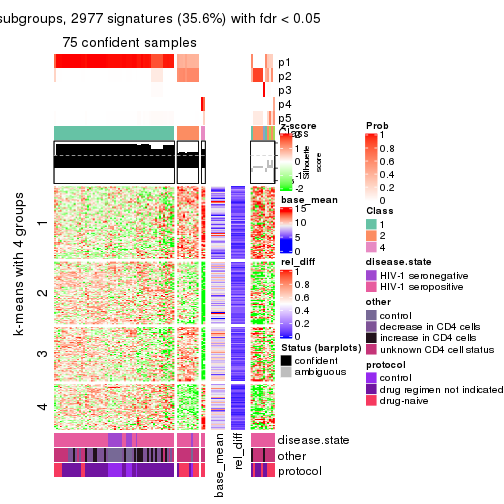 subgroups, 2977 signatures (35.6%) with fdr < 0.05
75 confident samples
p1
p2
p3
p4
p5
k-means with 4 groups
1
2
3
4
base_mean
rel_diff
disease.state
other
protocol
z-score
2
1
0
-1
-2
Silhouette
score
base_mean
15
10
5
0
rel_diff
1
0.8
0.6
0.4
0.2
0
Status (barplots)
confident
ambiguous
Prob
1
0.8
0.6
0.4
0.2
0
Class
1
2
4
disease.state
HIV-1 seronegative
HIV-1 seropositive
other
control
decrease in CD4 cells
increase in CD4 cells
unknown CD4 cell status
protocol
control
drug regimen not indicated
drug-naive